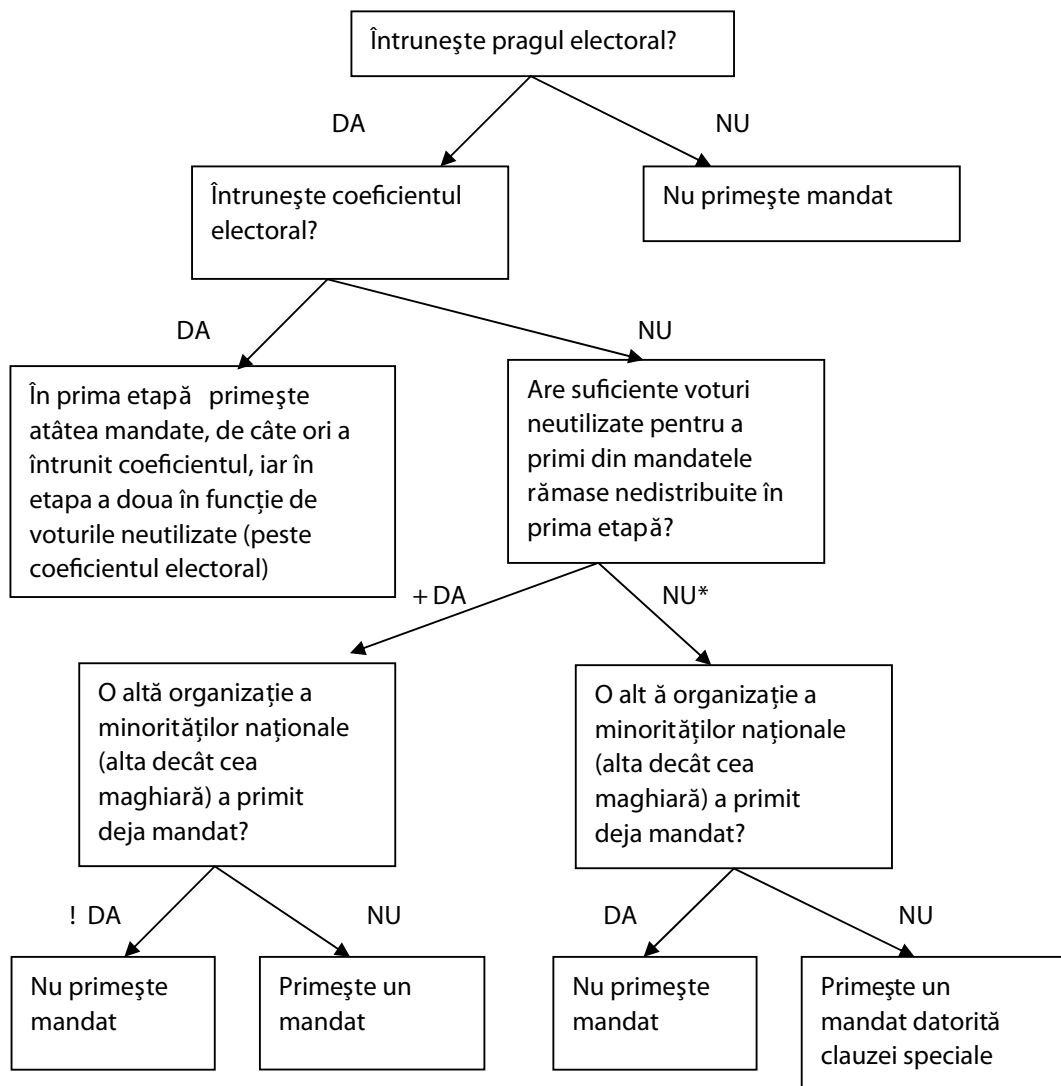 Întruneşte pragul electoral?
DA
NU
Întruneşte coeficientul
electoral?
Nu primeşte mandat
DA
NU
În prima etapă primeşte
atâtea mandate, de câte ori a
întrunit coeficientul, iar în
etapa a doua în funcţie de
voturile neutilizate (peste
coeficientul electoral)
Are suficiente voturi
neutilizate pentru a
primi din mandatele
rămase nedistribuite în
prima etapă?
+ DA
NU*
O altă organizaţie a
minorităţilor naţionale
(alta decât cea
maghiară) a primit
deja mandat?
O alt ă organizaţie a
minorităţilor naţionale
(alta decât cea
maghiară) a primit
deja mandat?
! DA
NU
DA
NU
Nu primeşte
mandat
Primeşte un
mandat
Nu primeşte
mandat
Primeşte un
mandat datorită
clauzei speciale